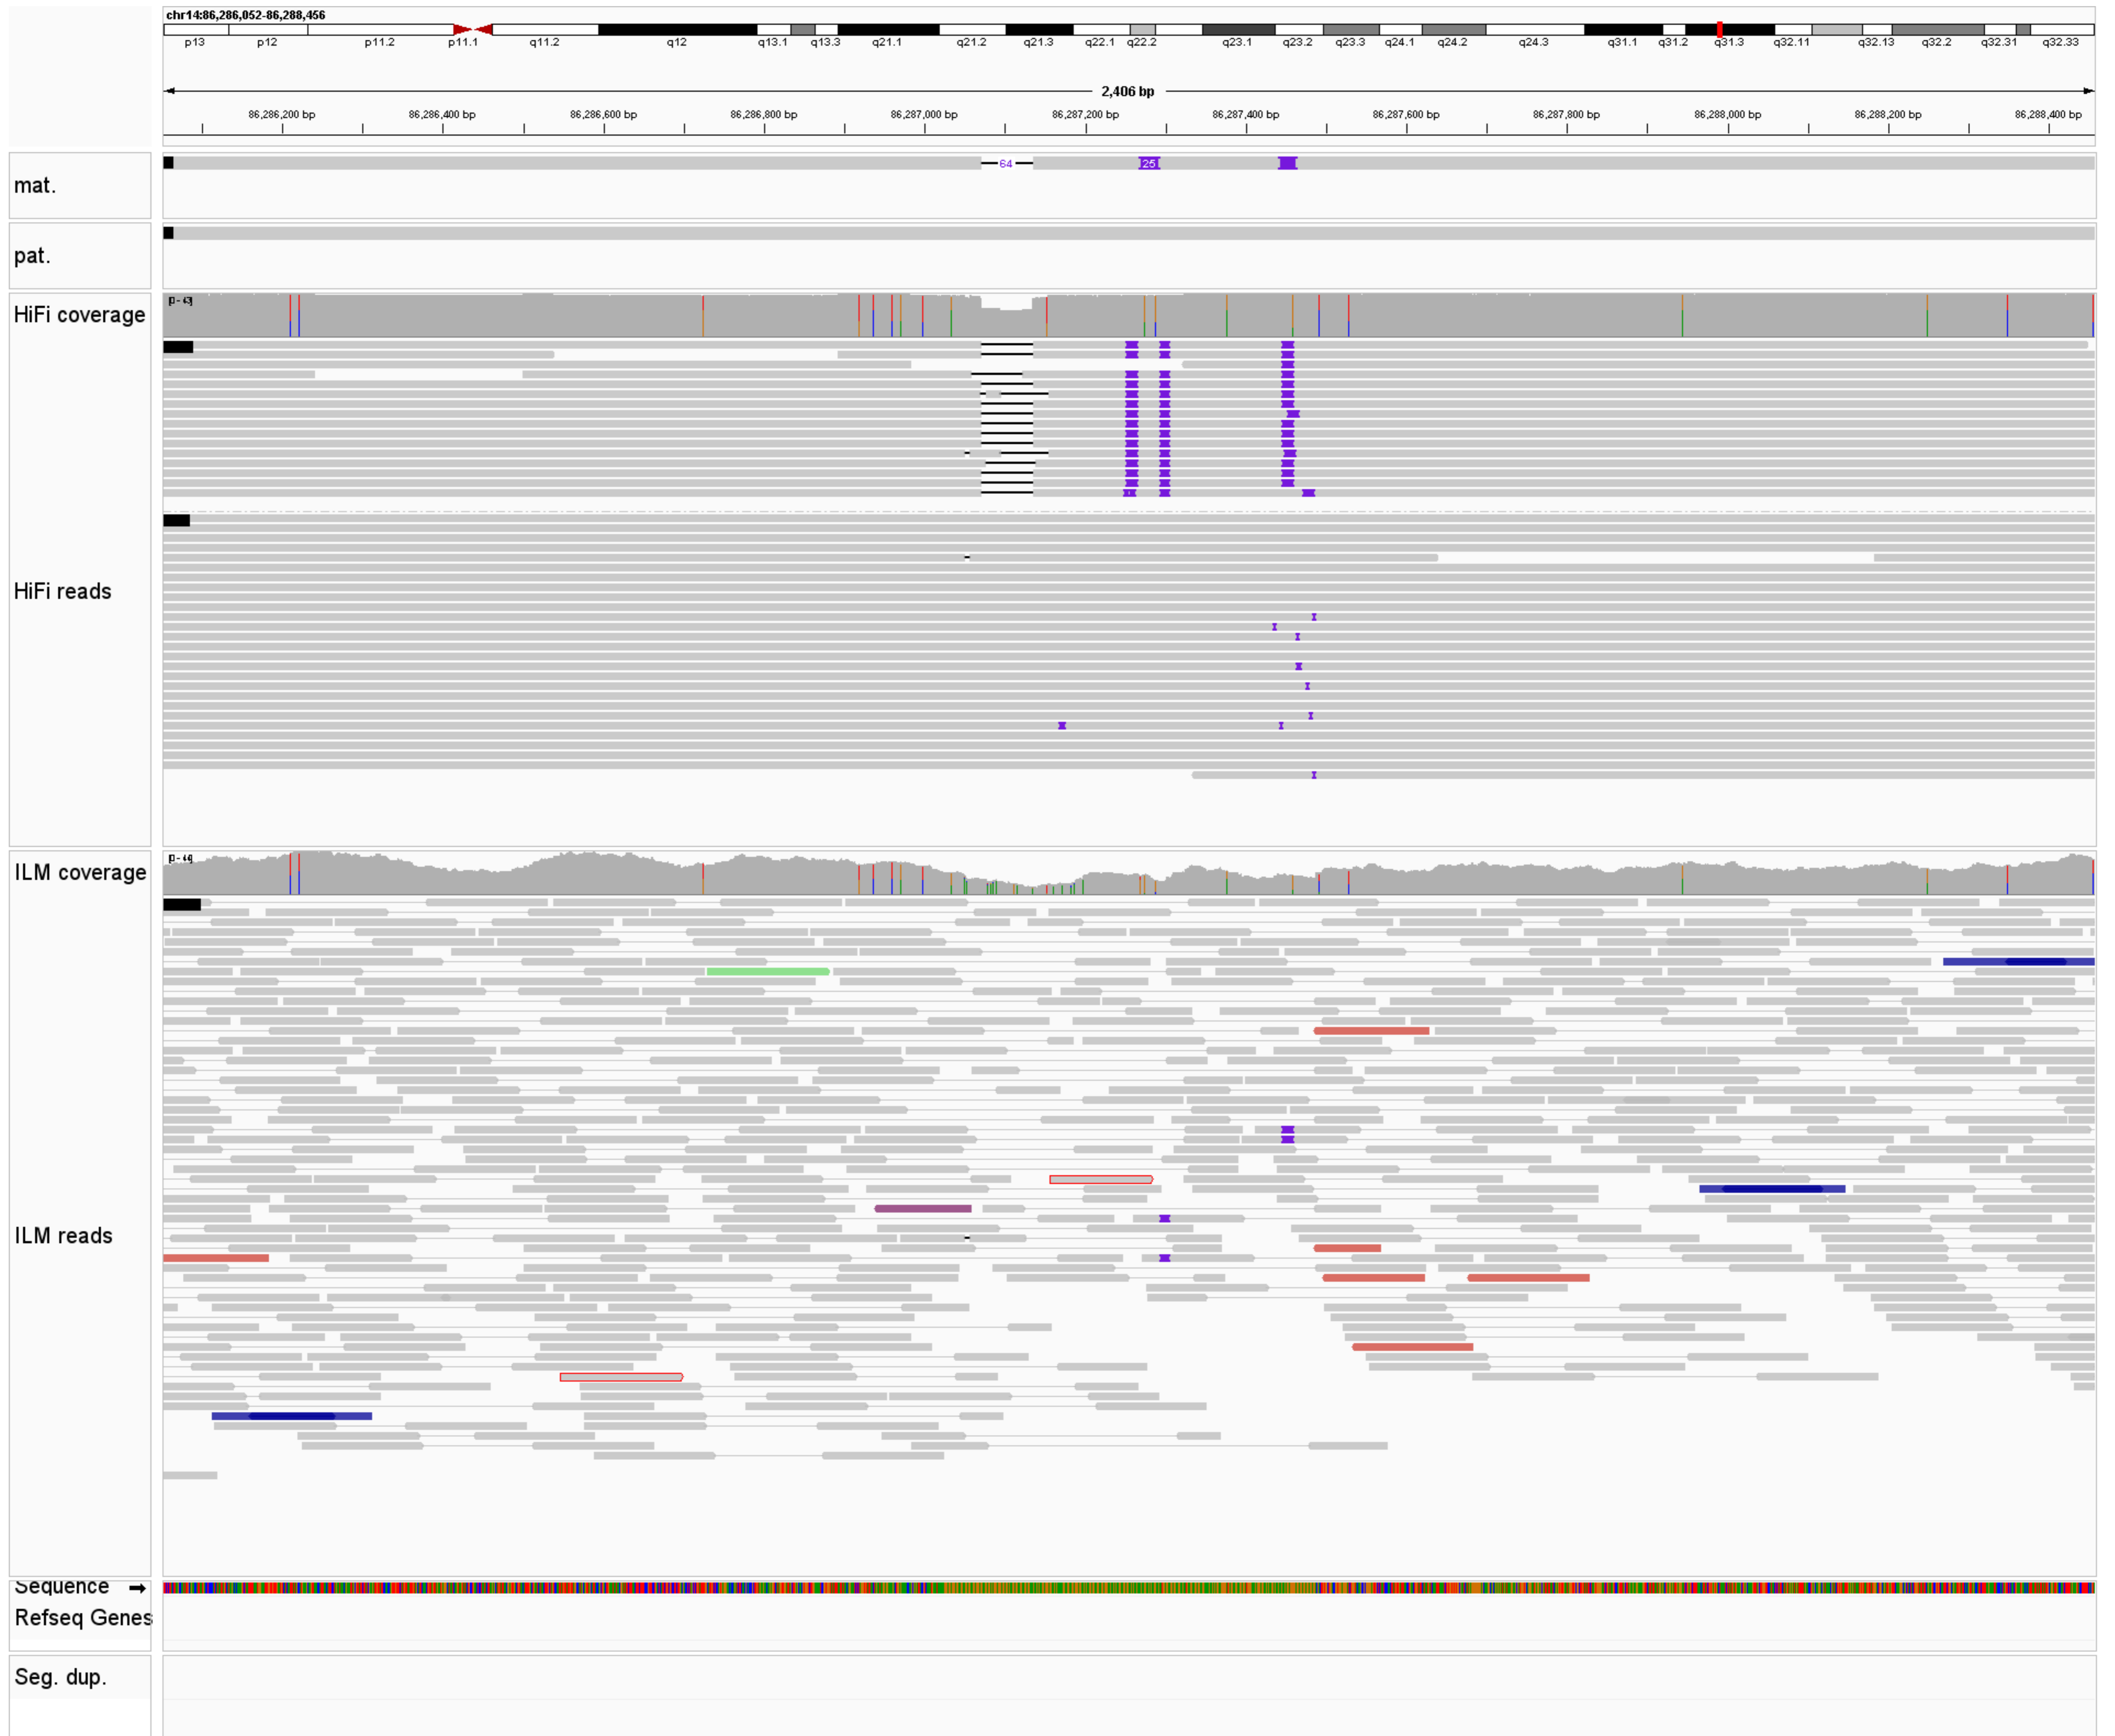 chr14:86,286,052-86,288,456
p13 p12 p11.2 p11.1 q11.2 q12 q13.1 q13.3 q21.1 q21.2 q21.3 q22.1 q22.2 q23.1 q23.2 q23.3 q24.1 q24.2 q24.3 q31.1 q31.2 q31.3 q32.11 q32.13 q32.2 q32.31 q32.33
2,406 bp
86,286,200 bp 86,286,400 bp 86,286,600 bp 86,286,800 bp 86,287,000 bp 86,287,200 bp 86,287,400 bp 86,287,600 bp 86,287,800 bp 86,288,000 bp 86,288,200 bp 86,288,400 bp
mat. 64 25
pat.
HiFi coverage
HiFi reads
ILM coverage
ILM reads
Sequence
Refseq Genes
Seg. dup.